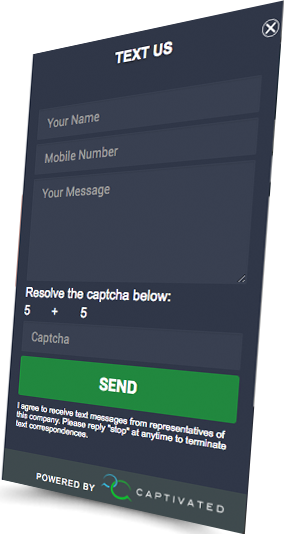 TEXT US
Your Name
Mobile Number
Your Message
Resolve the captcha below:
5 + 5
Captcha
SEND
I agree to receive text messages from representatives of
this company. Please reply "stop" at anytime to terminate
text correspondences.
POWERED BY CAPTIVATED